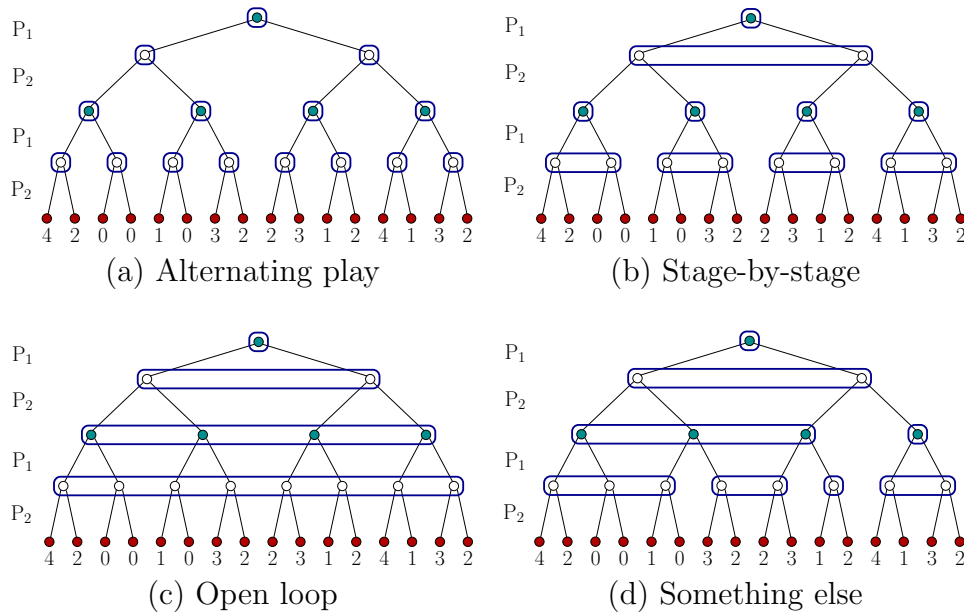 P₁
P₂
P₁
P₂
4 2 0 0 1 0 3 2 2 3 1 2 4 1 3 2
(a) Alternating play
P₁
P₂
P₁
P₂
4 2 0 0 1 0 3 2 2 3 1 2 4 1 3 2
(b) Stage-by-stage
P₁
P₂
P₁
P₂
4 2 0 0 1 0 3 2 2 3 1 2 4 1 3 2
(c) Open loop
P₁
P₂
P₁
P₂
4 2 0 0 1 0 3 2 2 3 1 2 4 1 3 2
(d) Something else